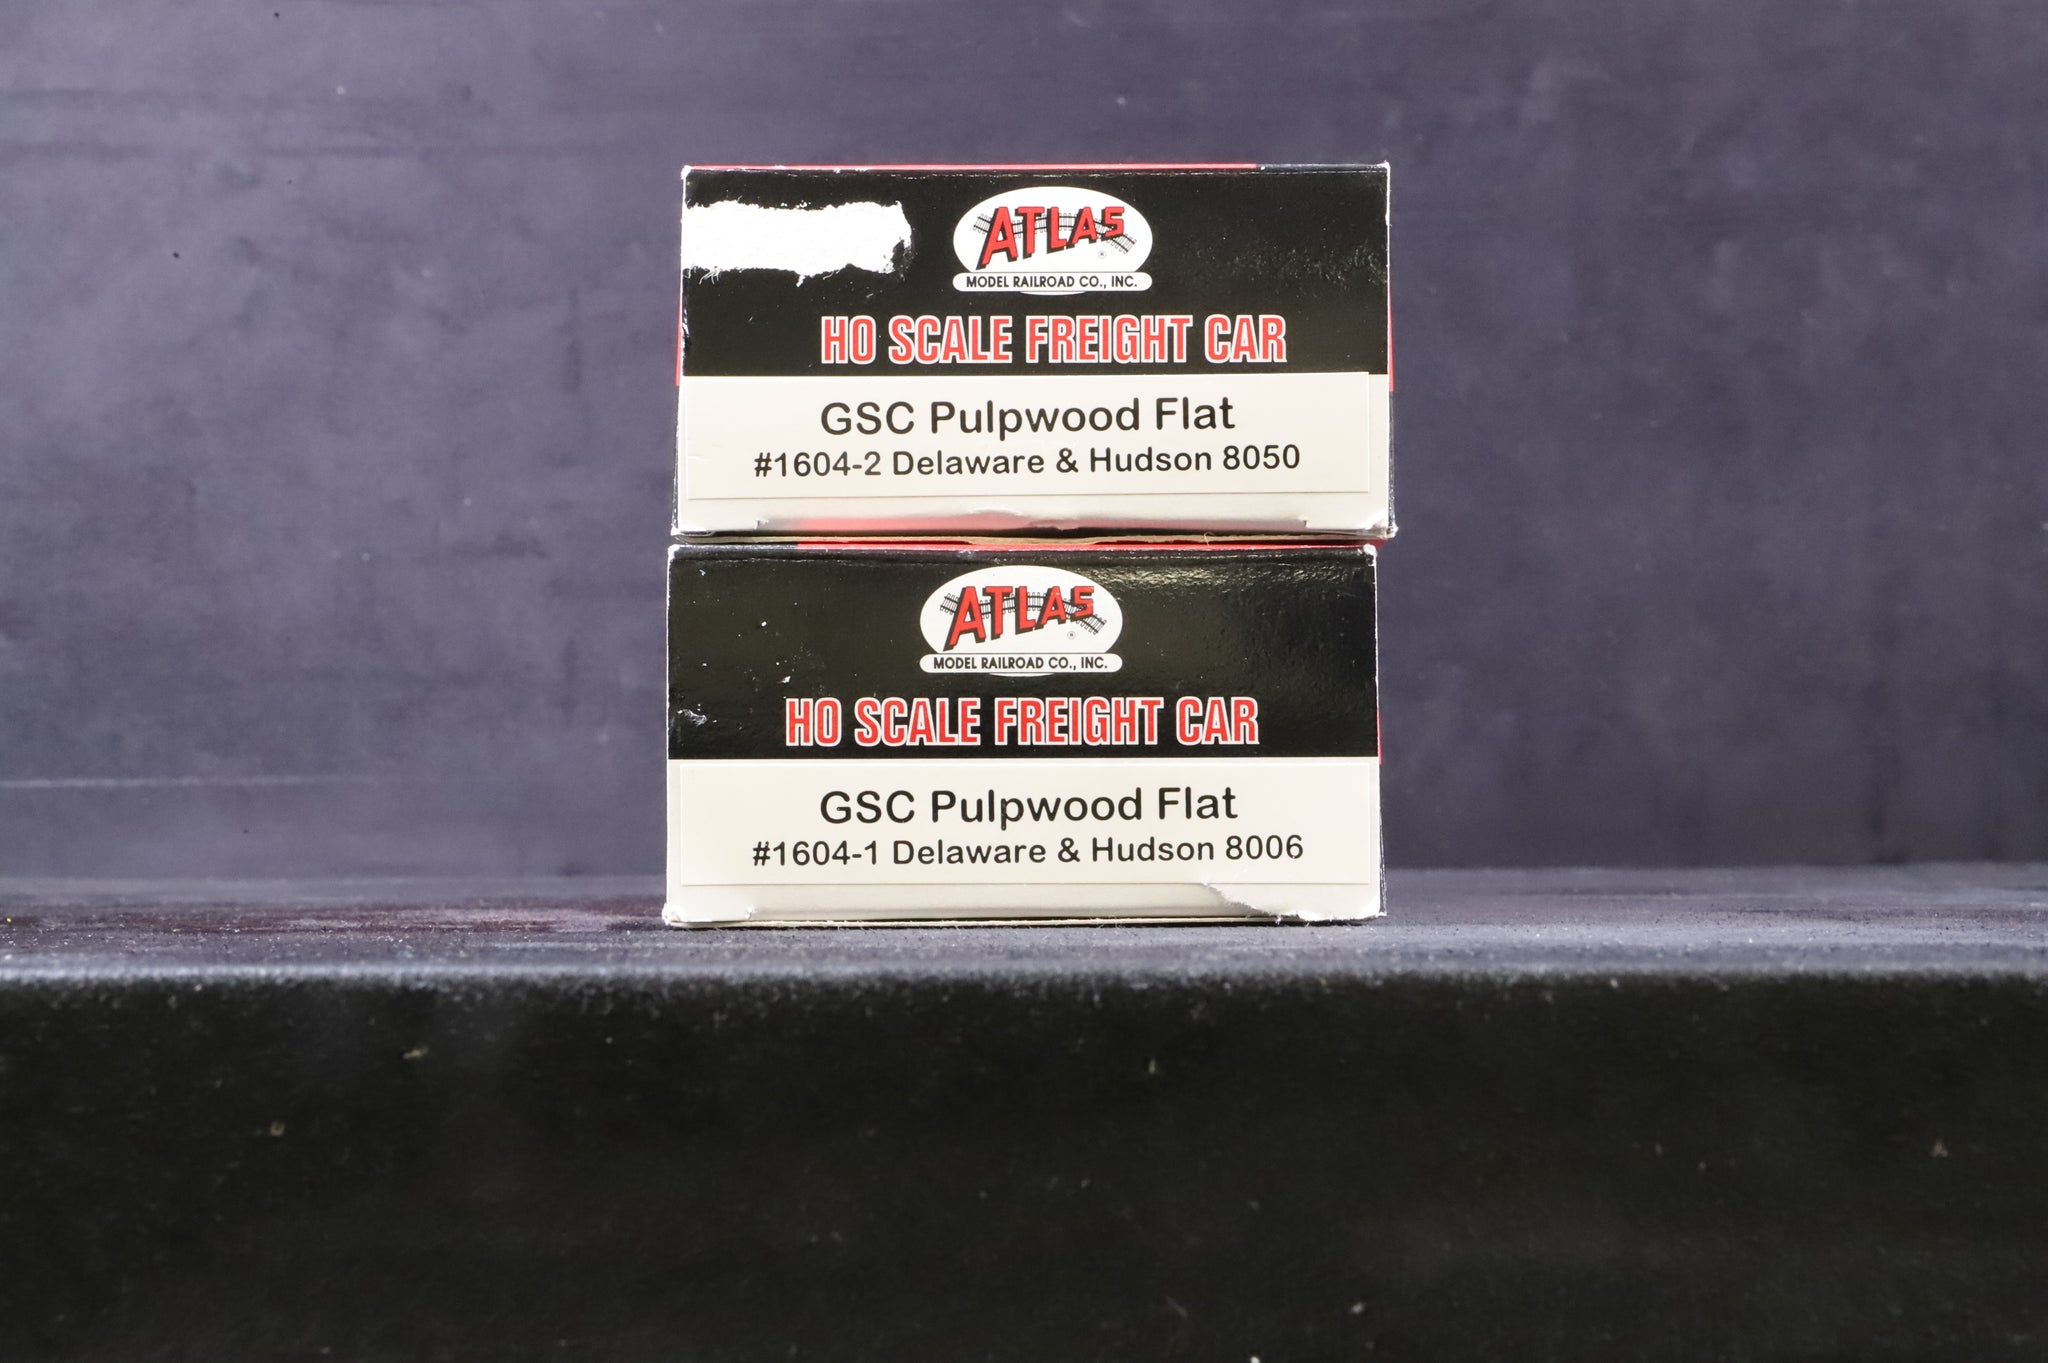 ATLAS
®
MODEL RAILROAD CO., INC.
HO SCALE FREIGHT CAR
GSC Pulpwood Flat
#1604-2 Delaware & Hudson 8050
ATLAS
®
MODEL RAILROAD CO., INC.
HO SCALE FREIGHT CAR
GSC Pulpwood Flat
#1604-1 Delaware & Hudson 8006